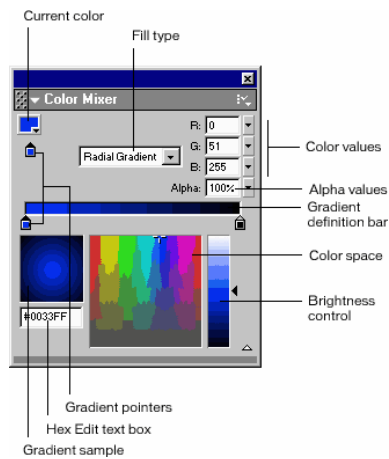 Current color
Fill type
Color Mixer
R: 0
Radial Gradient
G: 51
Color values
B: 255
Alpha: 100%
Alpha values
Gradient
definition bar
Color space
Brightness
control
#0033FF
Gradient pointers
Hex Edit text box
Gradient sample